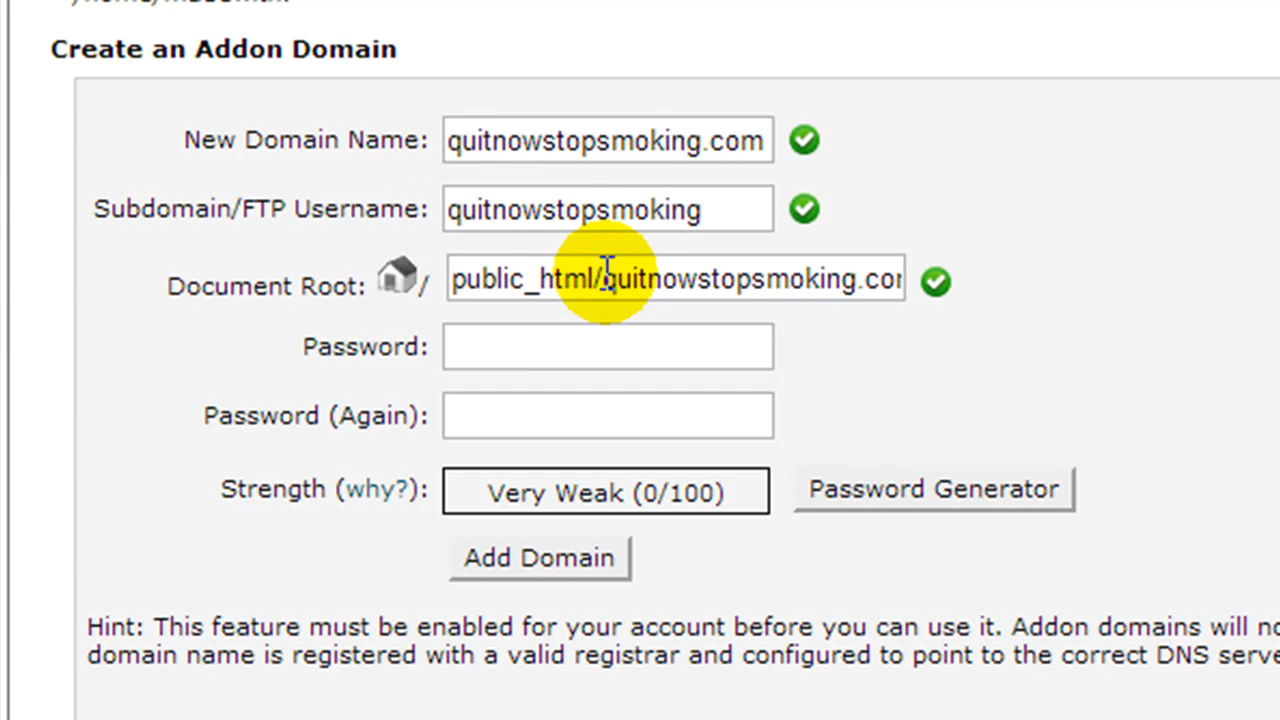 Create an Addon Domain
New Domain Name: quitnowstopsmoking.com
Subdomain/FTP Username: quitnowstopsmoking
Document Root: / public_html/quitnowstopsmoking.co
Password:
Password (Again):
Strength (why?): Very Weak (0/100) Password Generator
Add Domain
Hint: This feature must be enabled for your account before you can use it. Addon domains will
domain name is registered with a valid registrar and configured to point to the correct DNS